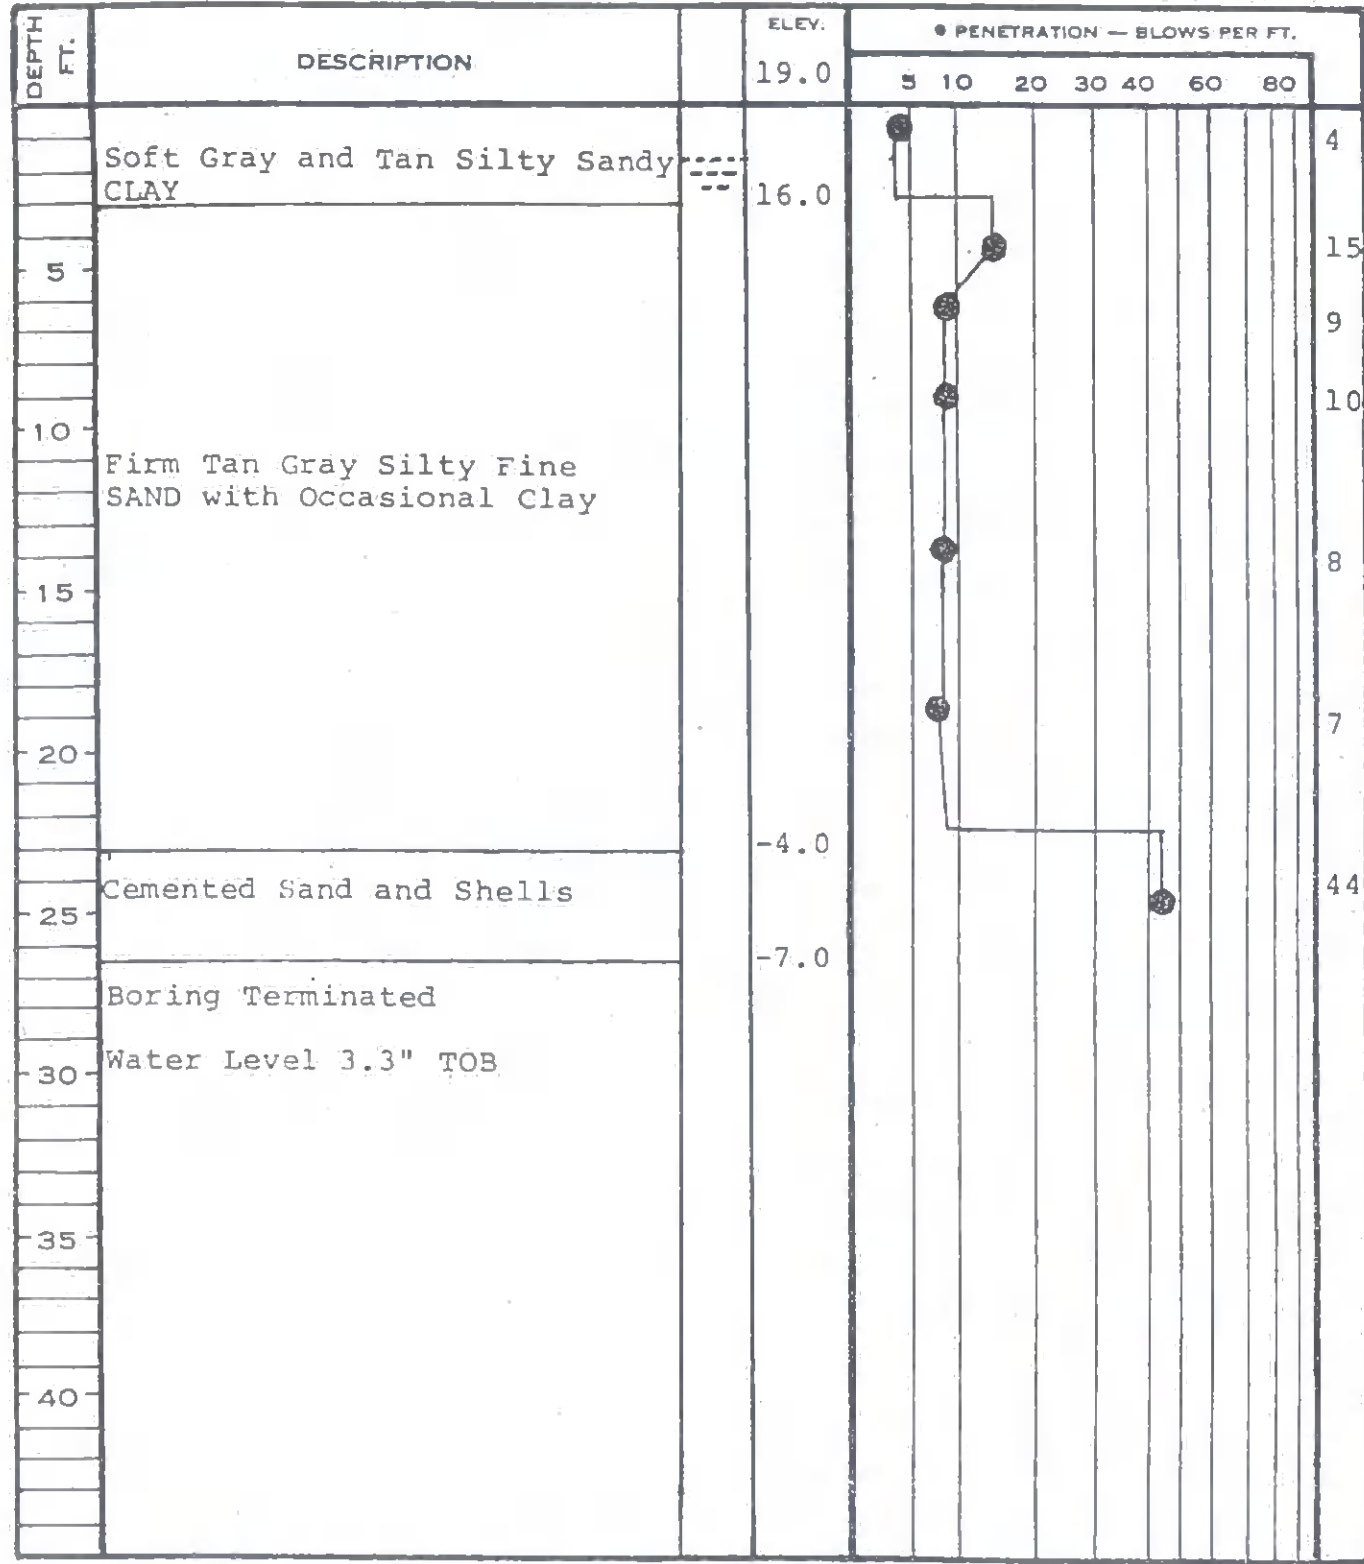 DEPTH FT.
DESCRIPTION
ELEV.
19.0
● PENETRATION — BLOWS PER FT.
5 10 20 30 40 60 80
4
Soft Gray and Tan Silty Sandy
CLAY
16.0
15
5
9
10
10
Firm Tan Gray Silty Fine
SAND with Occasional Clay
8
15
7
20
-4.0
Cemented Sand and Shells
44
25
-7.0
Boring Terminated
Water Level 3.3" TOB
30
35
40